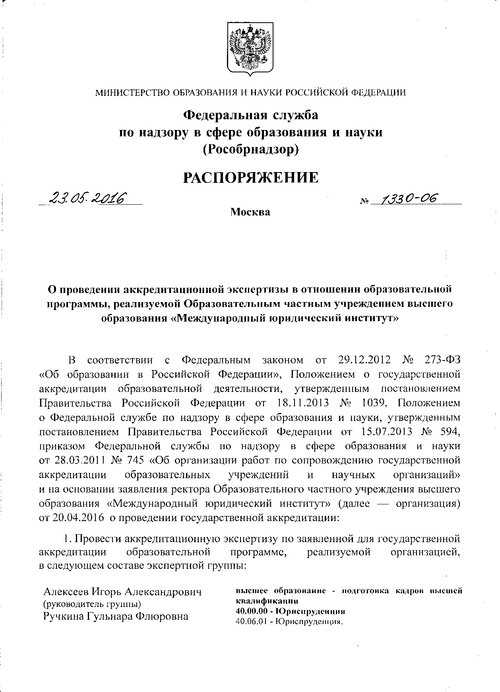 МИНИСТЕРСТВО ОБРАЗОВАНИЯ И НАУКИ РОССИЙСКОЙ ФЕДЕРАЦИИ
Федеральная служба
по надзору в сфере образования и науки
(Рособрнадзор)
РАСПОРЯЖЕНИЕ
23.05.2016 № 1330-06
Москва
О проведении аккредитационной экспертизы в отношении образовательной
программы, реализуемой Образовательным частным учреждением высшего
образования «Международный юридический институт»
В соответствии с Федеральным законом от 29.12.2012 № 273-ФЗ
«Об образовании в Российской Федерации», Положением о государственной
аккредитации образовательной деятельности, утвержденным постановлением
Правительства Российской Федерации от 18.11.2013 № 1039, Положением
о Федеральной службе по надзору в сфере образования и науки, утвержденным
постановлением Правительства Российской Федерации от 15.07.2013 № 594,
приказом Федеральной службы по надзору в сфере образования и науки
от 28.03.2011 № 745 «Об организации работ по сопровождению государственной
аккредитации образовательных учреждений и научных организаций»
и на основании заявления ректора Образовательного частного учреждения высшего
образования «Международный юридический институт» (далее — организация)
от 20.04.2016 о проведении государственной аккредитации:
1. Провести аккредитационную экспертизу по заявленной для государственной
аккредитации образовательной программе, реализуемой организацией,
в следующем составе экспертной группы:
Алексеев Игорь Александрович
(руководитель группы)
Ручкина Гульнара Флюровна
высшее образование - подготовка кадров высшей
квалификации
40.00.00 - Юриспруденция
40.06.01 - Юриспруденция.